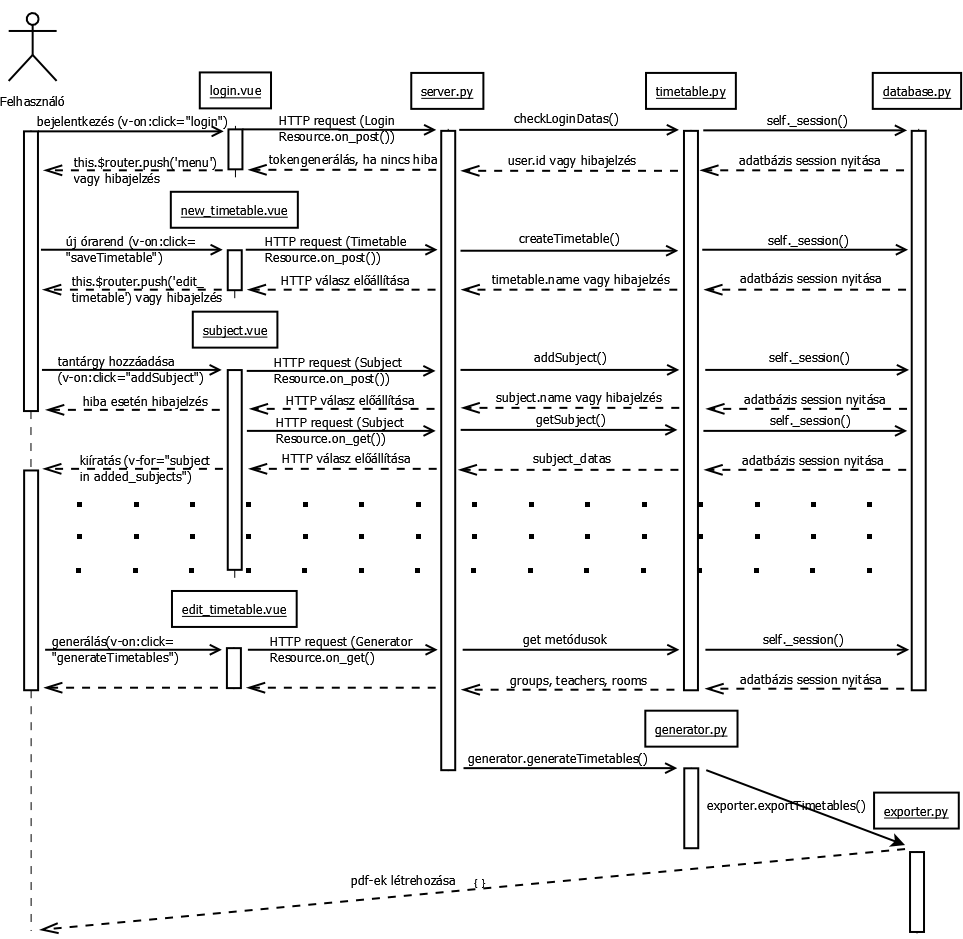 Felhasználó
login.vue
server.py
timetable.py
database.py
bejelentkezés (v-on:click="login")
HTTP request (Login
Resource.on_post())
checkLoginDatas()
self._session()
this.$router.push('menu')
vagy hibajelzés
tokengenerálás, ha nincs hiba
user.id vagy hibajelzés
adatbázis session nyitása
new_timetable.vue
új órarend (v-on:click=
"saveTimetable")
HTTP request (Timetable
Resource.on_post())
createTimetable()
self._session()
this.$router.push('edit_
timetable') vagy hibajelzés
HTTP válasz előállítása
timetable.name vagy hibajelzés
adatbázis session nyitása
subject.vue
tantárgy hozzáadása
(v-on:click="addSubject")
HTTP request (Subject
Resource.on_post())
addSubject()
self._session()
hiba esetén hibajelzés
HTTP válasz előállítása
subject.name vagy hibajelzés
adatbázis session nyitása
HTTP request (Subject
Resource.on_get())
getSubject()
self._session()
kiíratás (v-for="subject
in added_subjects")
HTTP válasz előállítása
subject_datas
adatbázis session nyitása
edit_timetable.vue
generálás(v-on:click=
"generateTimetables")
HTTP request (Generator
Resource.on_get()
get metódusok
self._session()
groups, teachers, rooms
adatbázis session nyitása
generator.py
generator.generateTimetables()
exporter.exportTimetables()
exporter.py
pdf-ek létrehozása { }